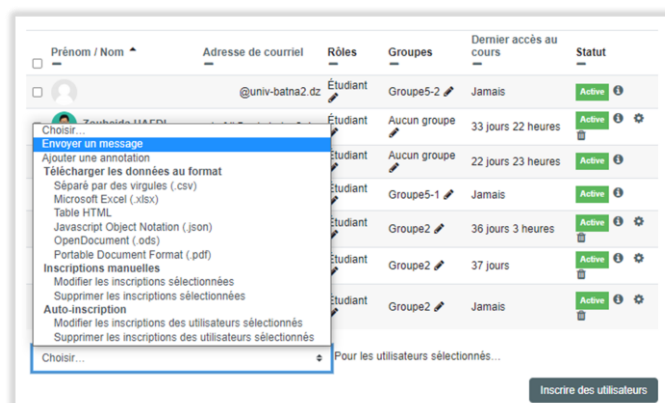 Prénom / Nom
Adresse de courriel
Rôles
Groupes
Dernier accès au cours
Statut
@univ-batna2.dz Étudiant Groupe5-2 Jamais Active
Étudiant Aucun groupe 33 jours 22 heures Active
Étudiant Aucun groupe 22 jours 23 heures Active
Étudiant Groupe5-1 Jamais Active
Étudiant Groupe2 36 jours 3 heures Active
Étudiant Groupe2 37 jours Active
Étudiant Groupe2 Jamais Active
Choisir...
Envoyer un message
Ajouter une annotation
Télécharger les données au format
Séparé par des virgules (.csv)
Microsoft Excel (.xlsx)
Table HTML
Javascript Object Notation (.json)
OpenDocument (.ods)
Portable Document Format (.pdf)
Inscriptions manuelles
Modifier les inscriptions sélectionnées
Supprimer les inscriptions sélectionnées
Auto-inscription
Modifier les inscriptions des utilisateurs sélectionnés
Supprimer les inscriptions des utilisateurs sélectionnés
Choisir...
Pour les utilisateurs sélectionnés...
Inscrire des utilisateurs